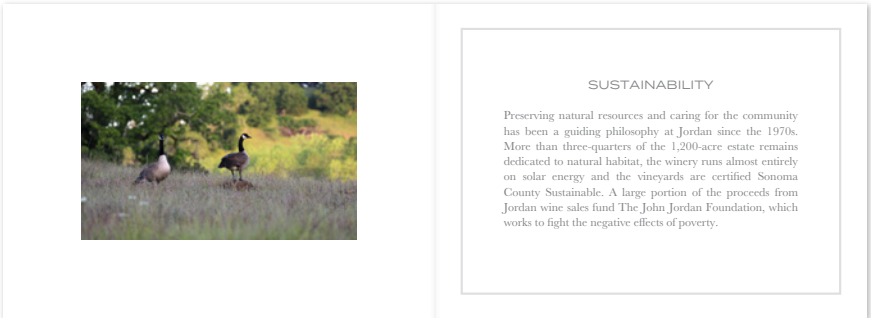 SUSTAINABILITY
Preserving natural resources and caring for the community
has been a guiding philosophy at Jordan since the 1970s.
More than three-quarters of the 1,200-acre estate remains
dedicated to natural habitat, the winery runs almost entirely
on solar energy and the vineyards are certified Sonoma
County Sustainable. A large portion of the proceeds from
Jordan wine sales fund The John Jordan Foundation, which
works to fight the negative effects of poverty.